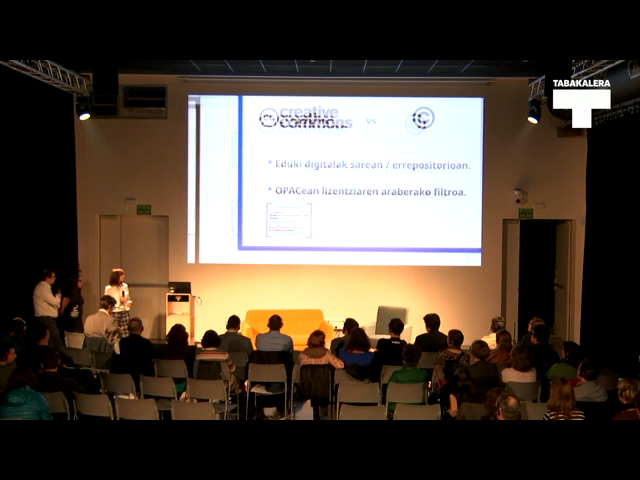 TABAKALERA
creative
commons
vs
* Eduki digitalak sarean / errepositorioan.
* OPACean lizentziaren araberako filtroa.